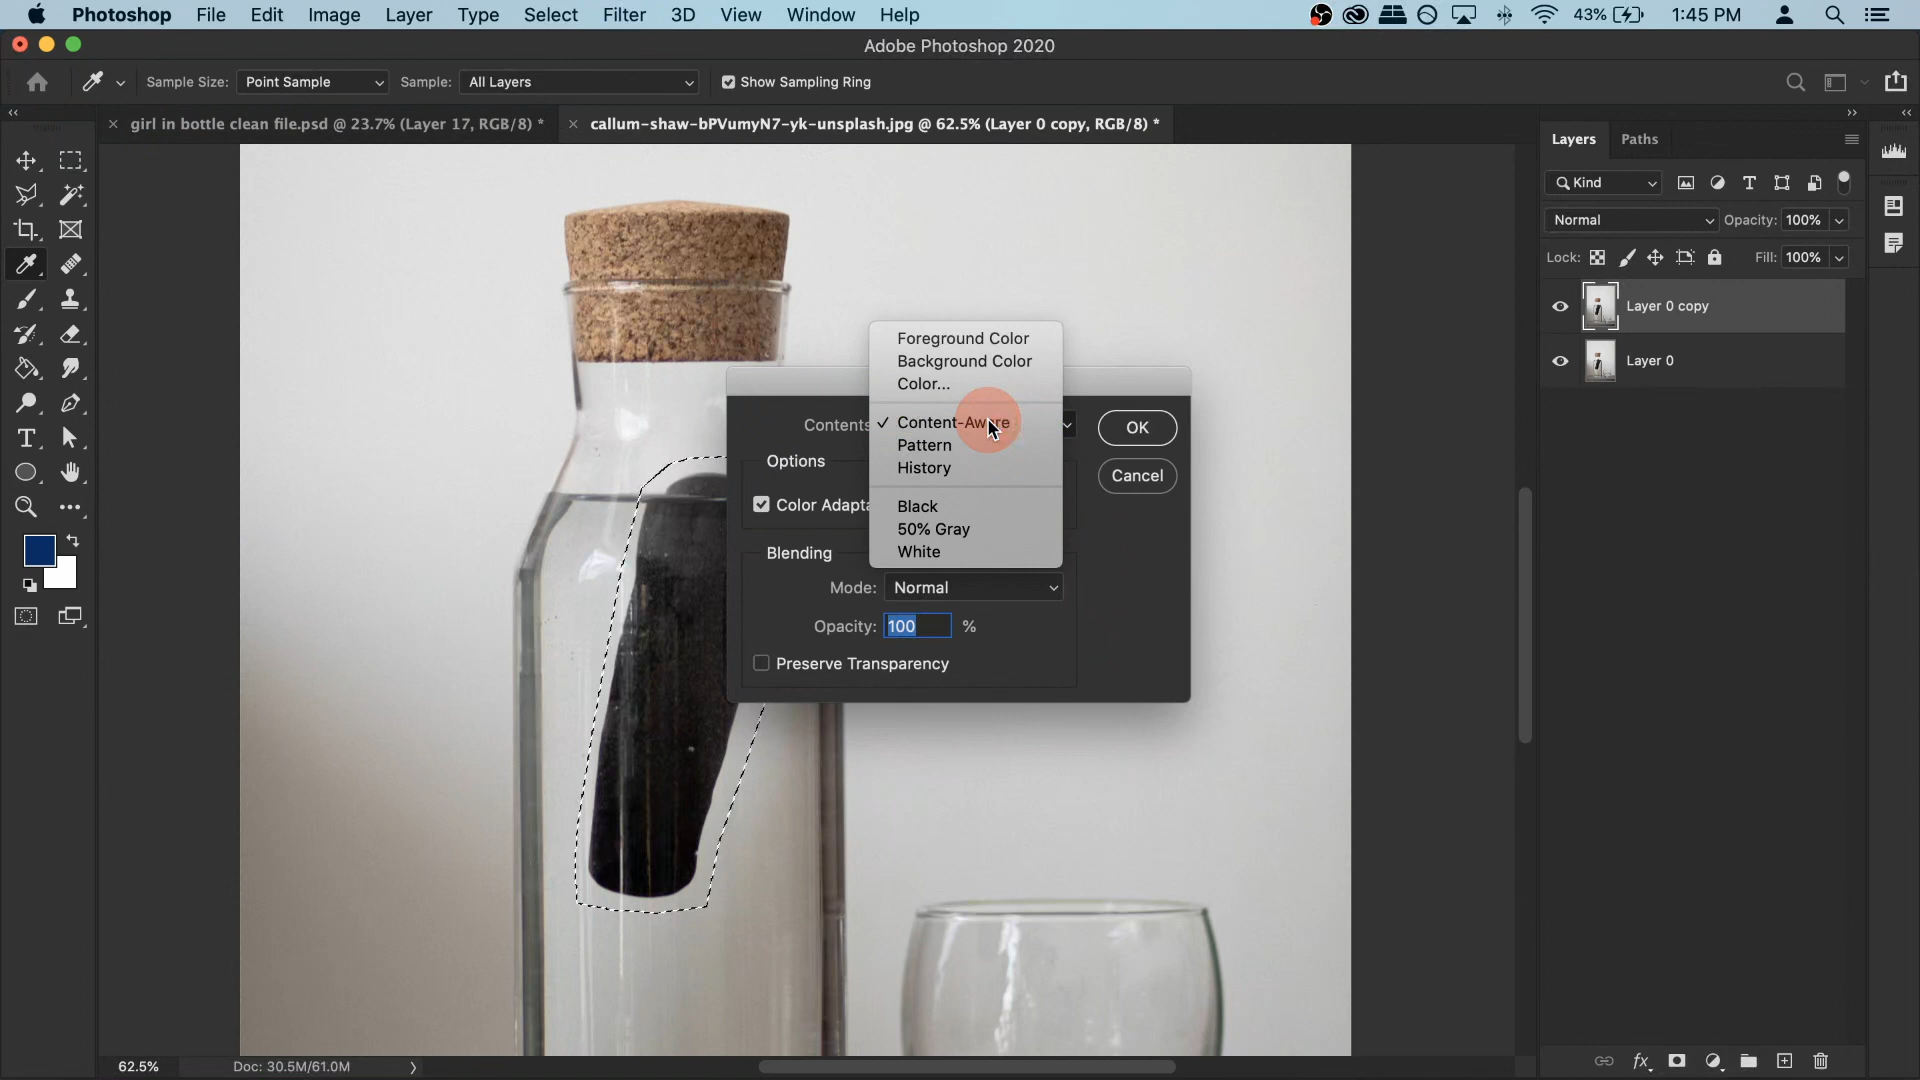 Photoshop File Edit Image Layer Type Select Filter 3D View Window Help 43% 1:45 PM
Adobe Photoshop 2020
Sample Size: Point Sample Sample: All Layers Show Sampling Ring
girl in bottle clean file.psd @ 23.7% (Layer 17, RGB/8) * callum-shaw-bPVumyN7-yk-unsplash.jpg @ 62.5% (Layer 0 copy, RGB/8) *
Layers Paths
Kind
Normal Opacity: 100%
Lock: Fill: 100%
Layer 0 copy
Layer 0
Foreground Color
Background Color
Color...
Contents Content-Aware
Pattern
History
Black
50% Gray
White
OK
Cancel
Options
Color Adapta
Blending
Mode: Normal
Opacity: 100 %
Preserve Transparency
62.5% Doc: 30.5M/61.0M